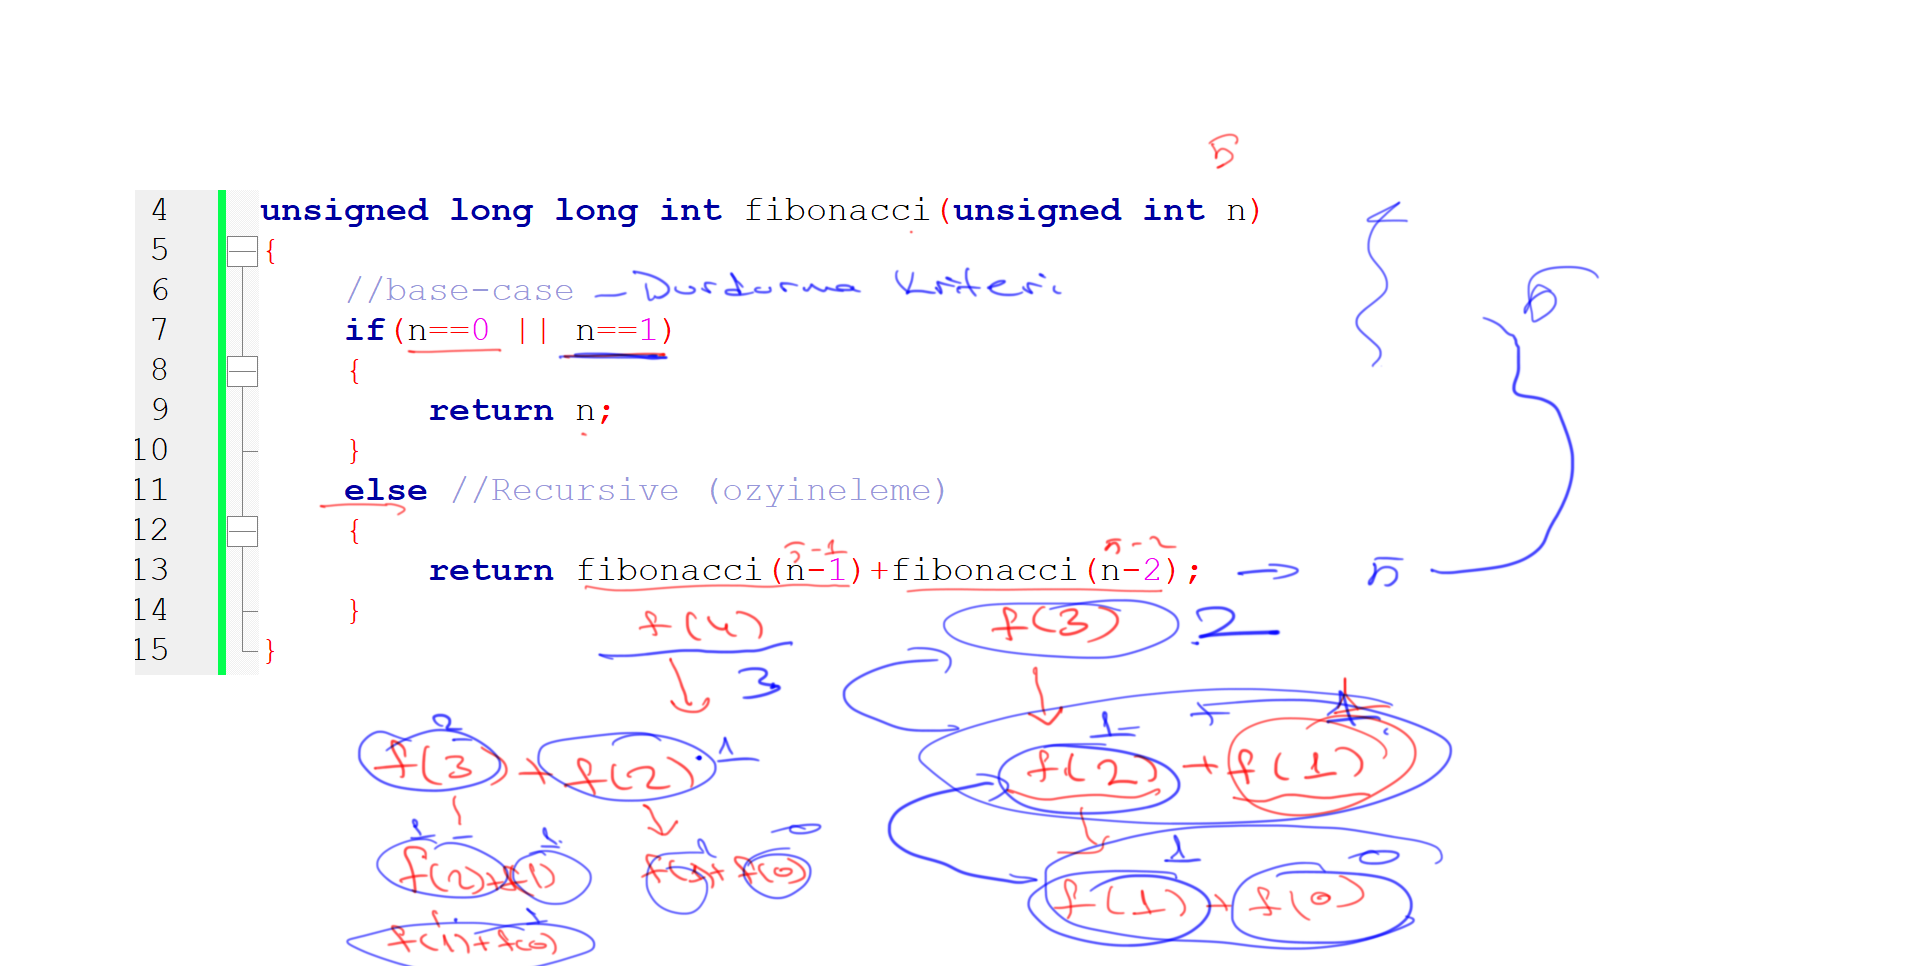 5
4 unsigned long long int fibonacci(unsigned int n)
5 {
6 //base-case - Durdurma Kriteri
7 if(n==0 || n==1)
8 {
9 return n;
10 }
11 else //Recursive (ozyineleme)
12 {
5-1 5-2
13 return fibonacci(n-1)+fibonacci(n-2); → 5
14 }
15 }
5
f(4) f(3) 2
3
2 1 1 + 1
f(3) + f(2) f(2) + f(1)
1 1 1 0 1 0
f(2)+f(1) f(1)+f(0) f(1) + f(0)
f(1)+f(0)